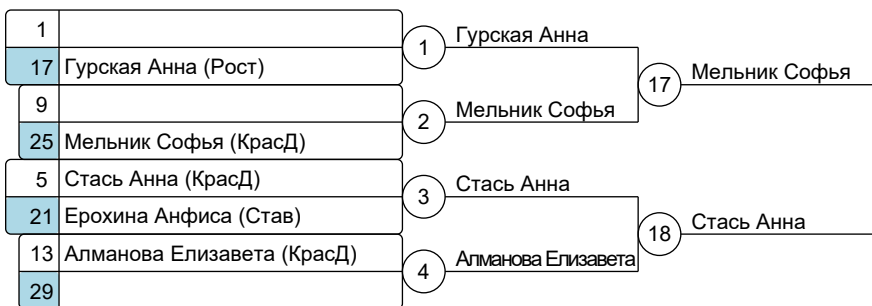 1
17 Гурская Анна (Рост)
9
25 Мельник Софья (КрасД)
5 Стась Анна (КрасД)
21 Ерохина Анфиса (Став)
13 Алманова Елизавета (КрасД)
29
1 Гурская Анна
2 Мельник Софья
3 Стась Анна
4 Алманова Елизавета
17 Мельник Софья
18 Стась Анна